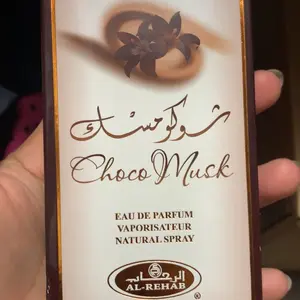 شوكو مسك
Choco Musk
EAU DE PARFUM
VAPORISATEUR
NATURAL SPRAY
الرحاب
AL-REHAB
®